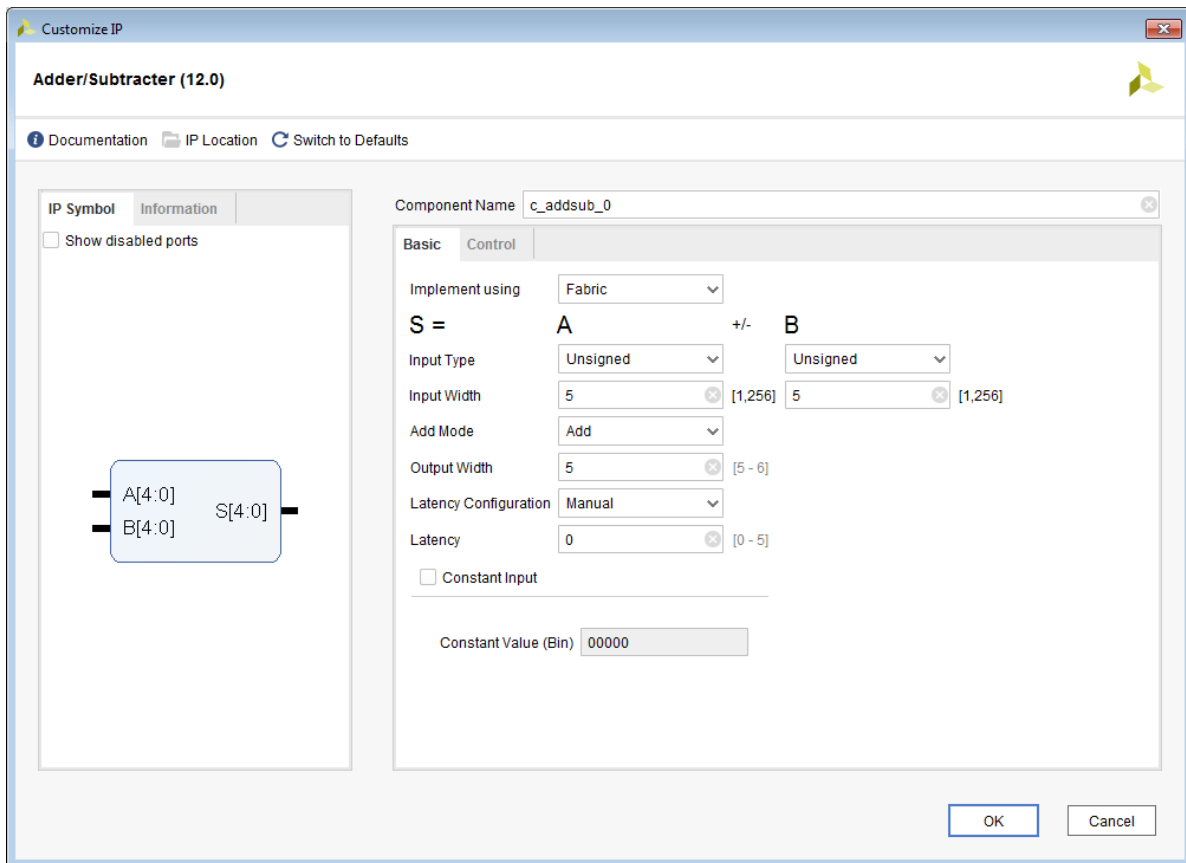 Customize IP
Adder/Subtracter (12.0)
Documentation IP Location Switch to Defaults
IP Symbol Information
Show disabled ports
A[4:0]
B[4:0]
S[4:0]
Component Name c_addsub_0
Basic Control
Implement using Fabric
S = A +/- B
Input Type Unsigned Unsigned
Input Width 5 [1,256] 5 [1,256]
Add Mode Add
Output Width 5 [5 - 6]
Latency Configuration Manual
Latency 0 [0 - 5]
Constant Input
Constant Value (Bin) 00000
OK Cancel